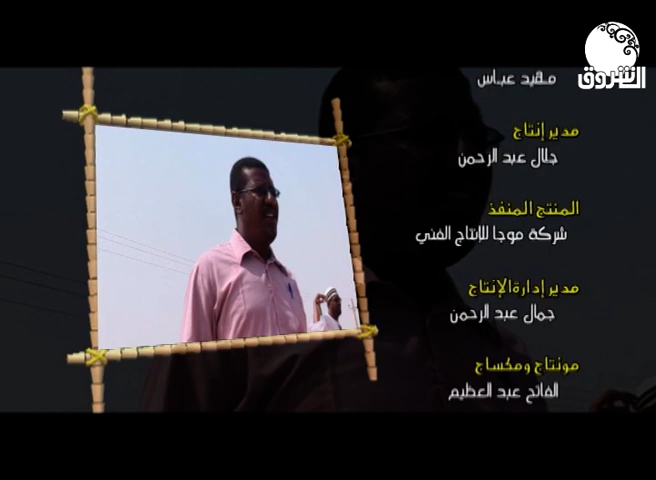 الشروق
مهيد عباس
مدير إنتاج
جلال عبد الرحمن
المنتج المنفذ
شركة موجا للإنتاج الفني
مدير إدارة الإنتاج
جمال عبد الرحمن
مونتاج ومكساج
الفاتح عبد العظيم